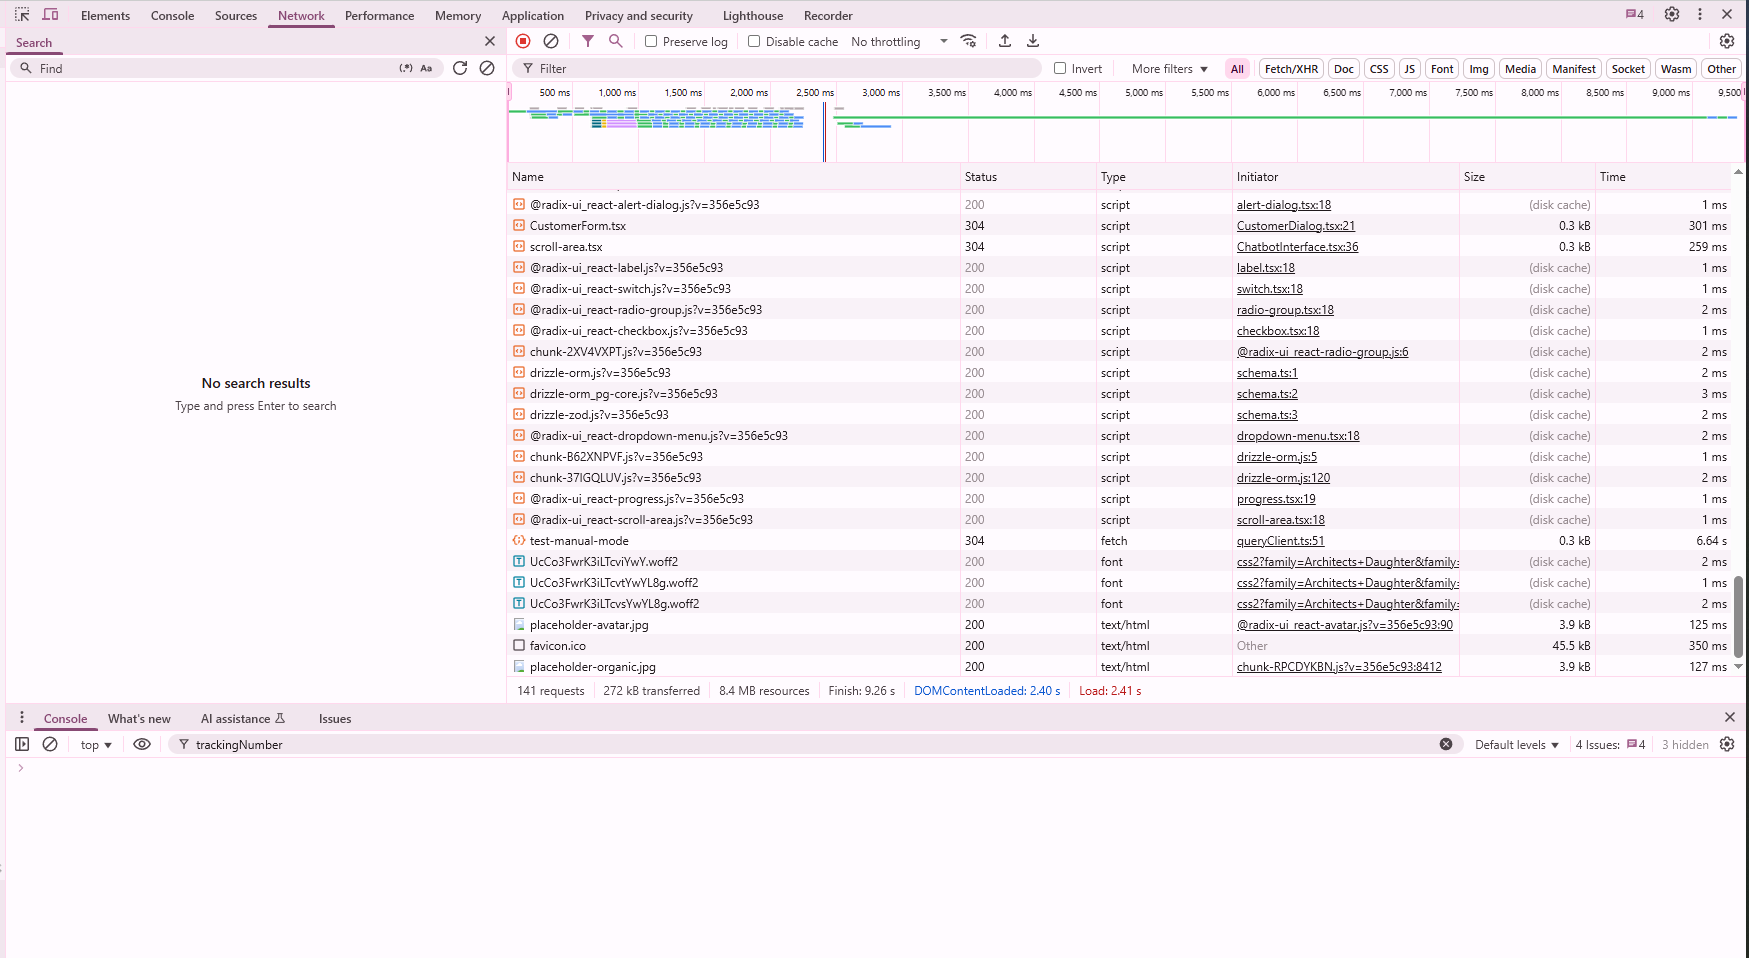 Elements Console Sources Network Performance Memory Application Privacy and security Lighthouse Recorder 4
Search
Preserve log Disable cache No throttling
Find (.*) Aa
Filter Invert More filters All Fetch/XHR Doc CSS JS Font Img Media Manifest Socket Wasm Other
500 ms 1,000 ms 1,500 ms 2,000 ms 2,500 ms 3,000 ms 3,500 ms 4,000 ms 4,500 ms 5,000 ms 5,500 ms 6,000 ms 6,500 ms 7,000 ms 7,500 ms 8,000 ms 8,500 ms 9,000 ms 9,500
Name Status Type Initiator Size Time
@radix-ui_react-alert-dialog.js?v=356e5c93 200 script alert-dialog.tsx:18 (disk cache) 1 ms
CustomerForm.tsx 304 script CustomerDialog.tsx:21 0.3 kB 301 ms
scroll-area.tsx 304 script ChatbotInterface.tsx:36 0.3 kB 259 ms
@radix-ui_react-label.js?v=356e5c93 200 script label.tsx:18 (disk cache) 1 ms
@radix-ui_react-switch.js?v=356e5c93 200 script switch.tsx:18 (disk cache) 1 ms
@radix-ui_react-radio-group.js?v=356e5c93 200 script radio-group.tsx:18 (disk cache) 2 ms
@radix-ui_react-checkbox.js?v=356e5c93 200 script checkbox.tsx:18 (disk cache) 1 ms
chunk-2XV4VXPT.js?v=356e5c93 200 script @radix-ui_react-radio-group.js:6 (disk cache) 2 ms
drizzle-orm.js?v=356e5c93 200 script schema.ts:1 (disk cache) 2 ms
drizzle-orm_pg-core.js?v=356e5c93 200 script schema.ts:2 (disk cache) 3 ms
drizzle-zod.js?v=356e5c93 200 script schema.ts:3 (disk cache) 2 ms
@radix-ui_react-dropdown-menu.js?v=356e5c93 200 script dropdown-menu.tsx:18 (disk cache) 2 ms
chunk-B62XNPVF.js?v=356e5c93 200 script drizzle-orm.js:5 (disk cache) 1 ms
chunk-37IGQLUV.js?v=356e5c93 200 script drizzle-orm.js:120 (disk cache) 2 ms
@radix-ui_react-progress.js?v=356e5c93 200 script progress.tsx:19 (disk cache) 1 ms
@radix-ui_react-scroll-area.js?v=356e5c93 200 script scroll-area.tsx:18 (disk cache) 1 ms
test-manual-mode 304 fetch queryClient.ts:51 0.3 kB 6.64 s
UcCo3FwrK3iLTcviYwY.woff2 200 font css2?family=Architects+Daughter&family= (disk cache) 2 ms
UcCo3FwrK3iLTcvtYwYL8g.woff2 200 font css2?family=Architects+Daughter&family= (disk cache) 1 ms
UcCo3FwrK3iLTcvsYwYL8g.woff2 200 font css2?family=Architects+Daughter&family= (disk cache) 2 ms
placeholder-avatar.jpg 200 text/html @radix-ui_react-avatar.js?v=356e5c93:90 3.9 kB 125 ms
favicon.ico 200 text/html Other 45.5 kB 350 ms
placeholder-organic.jpg 200 text/html chunk-RPCDYKBN.js?v=356e5c93:8412 3.9 kB 127 ms
No search results
Type and press Enter to search
141 requests 272 kB transferred 8.4 MB resources Finish: 9.26 s DOMContentLoaded: 2.40 s Load: 2.41 s
Console What's new AI assistance Issues
top trackingNumber Default levels 4 Issues: 4 3 hidden